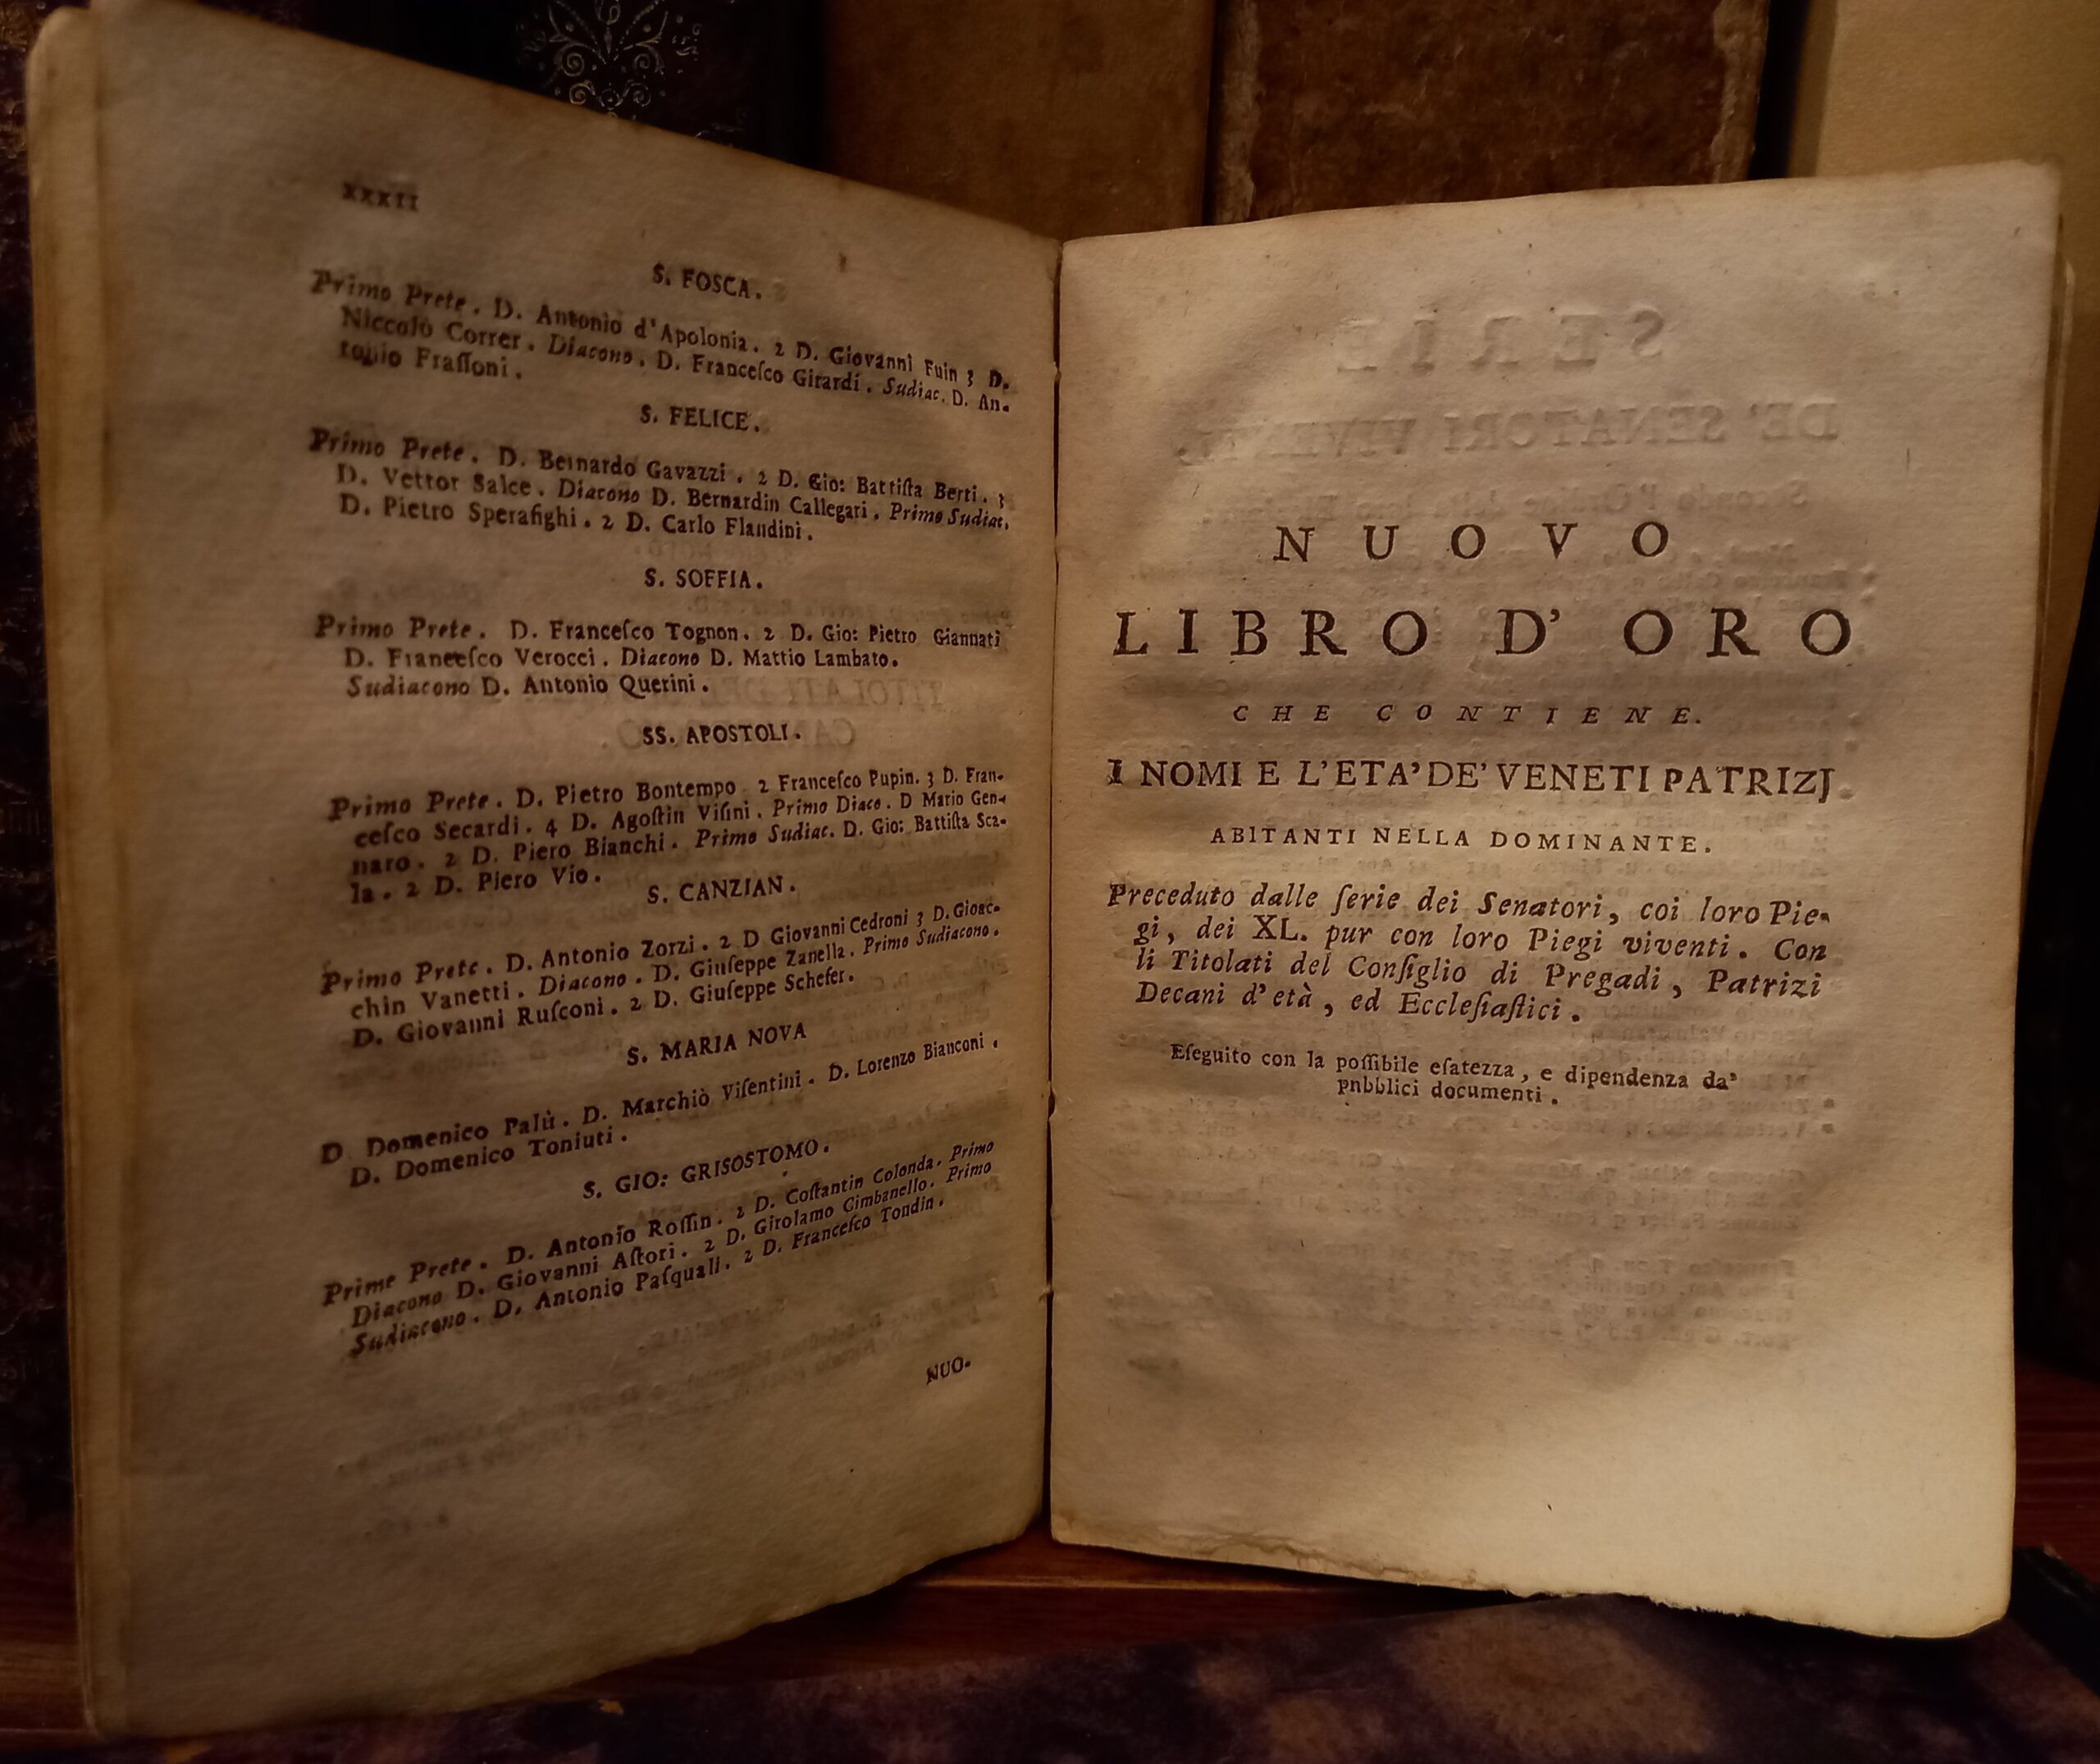 XXXII
S. FOSCA.
Primo Prete. D. Antonio d'Apolonia. 2 D. Giovanni Fuin 3 D.
Niccolò Correr. Diacono. D. Franceſco Girardi. Sudiac. D. An-
tonio Fraſſoni.
S. FELICE.
Primo Prete. D. Beinardo Gavazzi. 2 D. Gio: Battiſta Berti. 3
D. Vettor Salce. Diacono D. Bernardin Callegari. Primo Sudiac.
D. Pietro Sperafighi. 2 D. Carlo Flandini.
S. SOFFIA.
Primo Prete. D. Franceſco Tognon. 2 D. Gio: Pietro Giannati
D. Franceſco Verocci. Diacono D. Mattio Lambato.
Sudiacono D. Antonio Querini.
SS. APOSTOLI.
Primo Prete. D. Pietro Bontempo 2 Franceſco Pupin. 3 D. Fran-
ceſco Secardi. 4 D. Agoſtin Viſini. Primo Diaco. D Mario Gen-
naro. 2 D. Piero Bianchi. Primo Sudiac. D. Gio: Battiſta Sca-
la. 2 D. Piero Vio.
S. CANZIAN.
Primo Prete. D. Antonio Zorzi. 2 D Giovanni Cedroni 3 D. Gioac-
chin Vanetti. Diacono. D. Giuſeppe Zanella. Primo Sudiacono.
D. Giovanni Ruſconi. 2 D. Giuſeppe Schefer.
S. MARIA NOVA
D Domenico Palù. D. Marchiò Viſentini. D. Lorenzo Bianconi.
D. Domenico Toniuti.
S. GIO: GRISOSTOMO.
Prime Prete. D. Antonio Roſſin. 2 D. Coſtantin Colonda. Primo
Diacono D. Giovanni Aſtori. 2 D. Girolamo Cimbanello. Primo
Sudiacono. D. Antonio Paſquali. 2 D. Franceſco Tondin.
NUO-
NUOVO
LIBRO D'ORO
CHE CONTIENE.
I NOMI E L'ETA' DE' VENETI PATRIZJ
ABITANTI NELLA DOMINANTE.
Preceduto dalle ſerie dei Senatori, coi loro Pie-
gi, dei XL. pur con loro Piegi viventi. Con
li Titolati del Conſiglio di Pregadi, Patrizi
Decani d'età, ed Eccleſiaſtici.
Eſeguito con la poſſibile eſatezza, e dipendenza da'
pnbblici documenti.